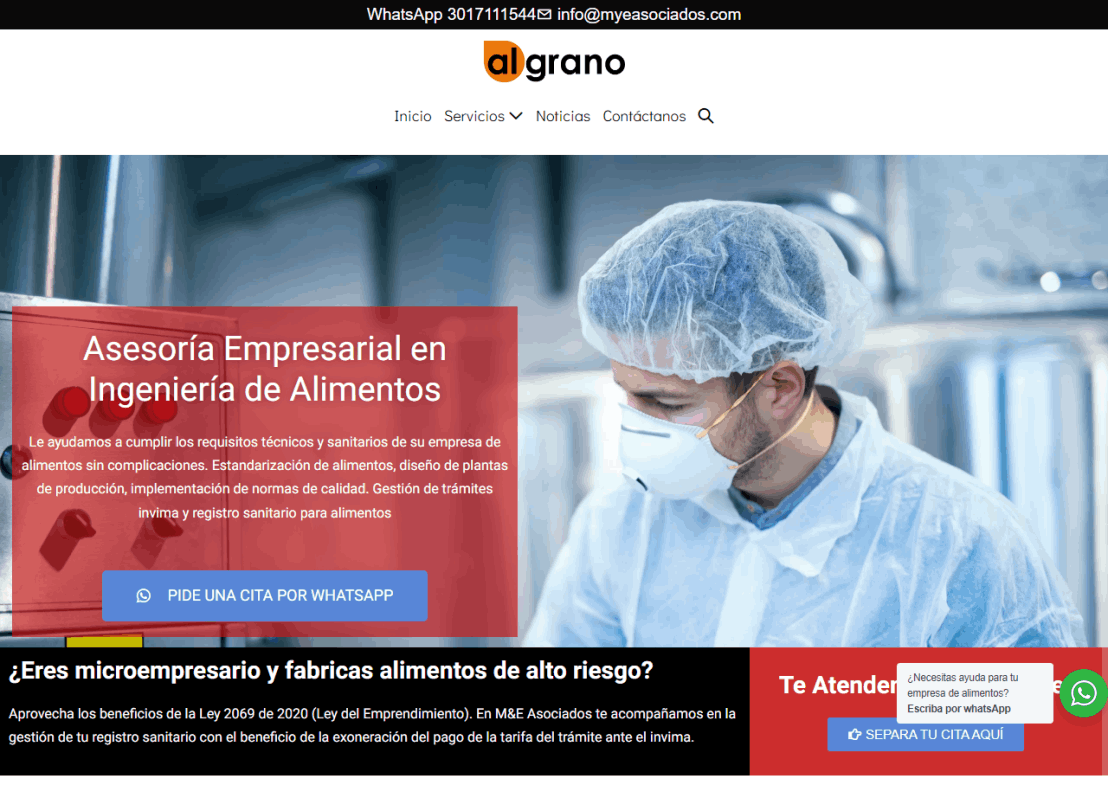 WhatsApp 3017111544 info@myeasociados.com
al grano
Inicio Servicios Noticias Contáctanos
Asesoría Empresarial en
Ingeniería de Alimentos
Le ayudamos a cumplir los requisitos técnicos y sanitarios de su empresa de
alimentos sin complicaciones. Estandarización de alimentos, diseño de plantas
de producción, implementación de normas de calidad. Gestión de trámites
invima y registro sanitario para alimentos
PIDE UNA CITA POR WHATSAPP
¿Eres microempresario y fabricas alimentos de alto riesgo?
Aprovecha los beneficios de la Ley 2069 de 2020 (Ley del Emprendimiento). En M&E Asociados te acompañamos en la
gestión de tu registro sanitario con el beneficio de la exoneración del pago de la tarifa del trámite ante el invima.
Te
¿Necesitas ayuda para tu
empresa de alimentos?
Escriba por whatsApp
SEPARA TU CITA AQUÍ